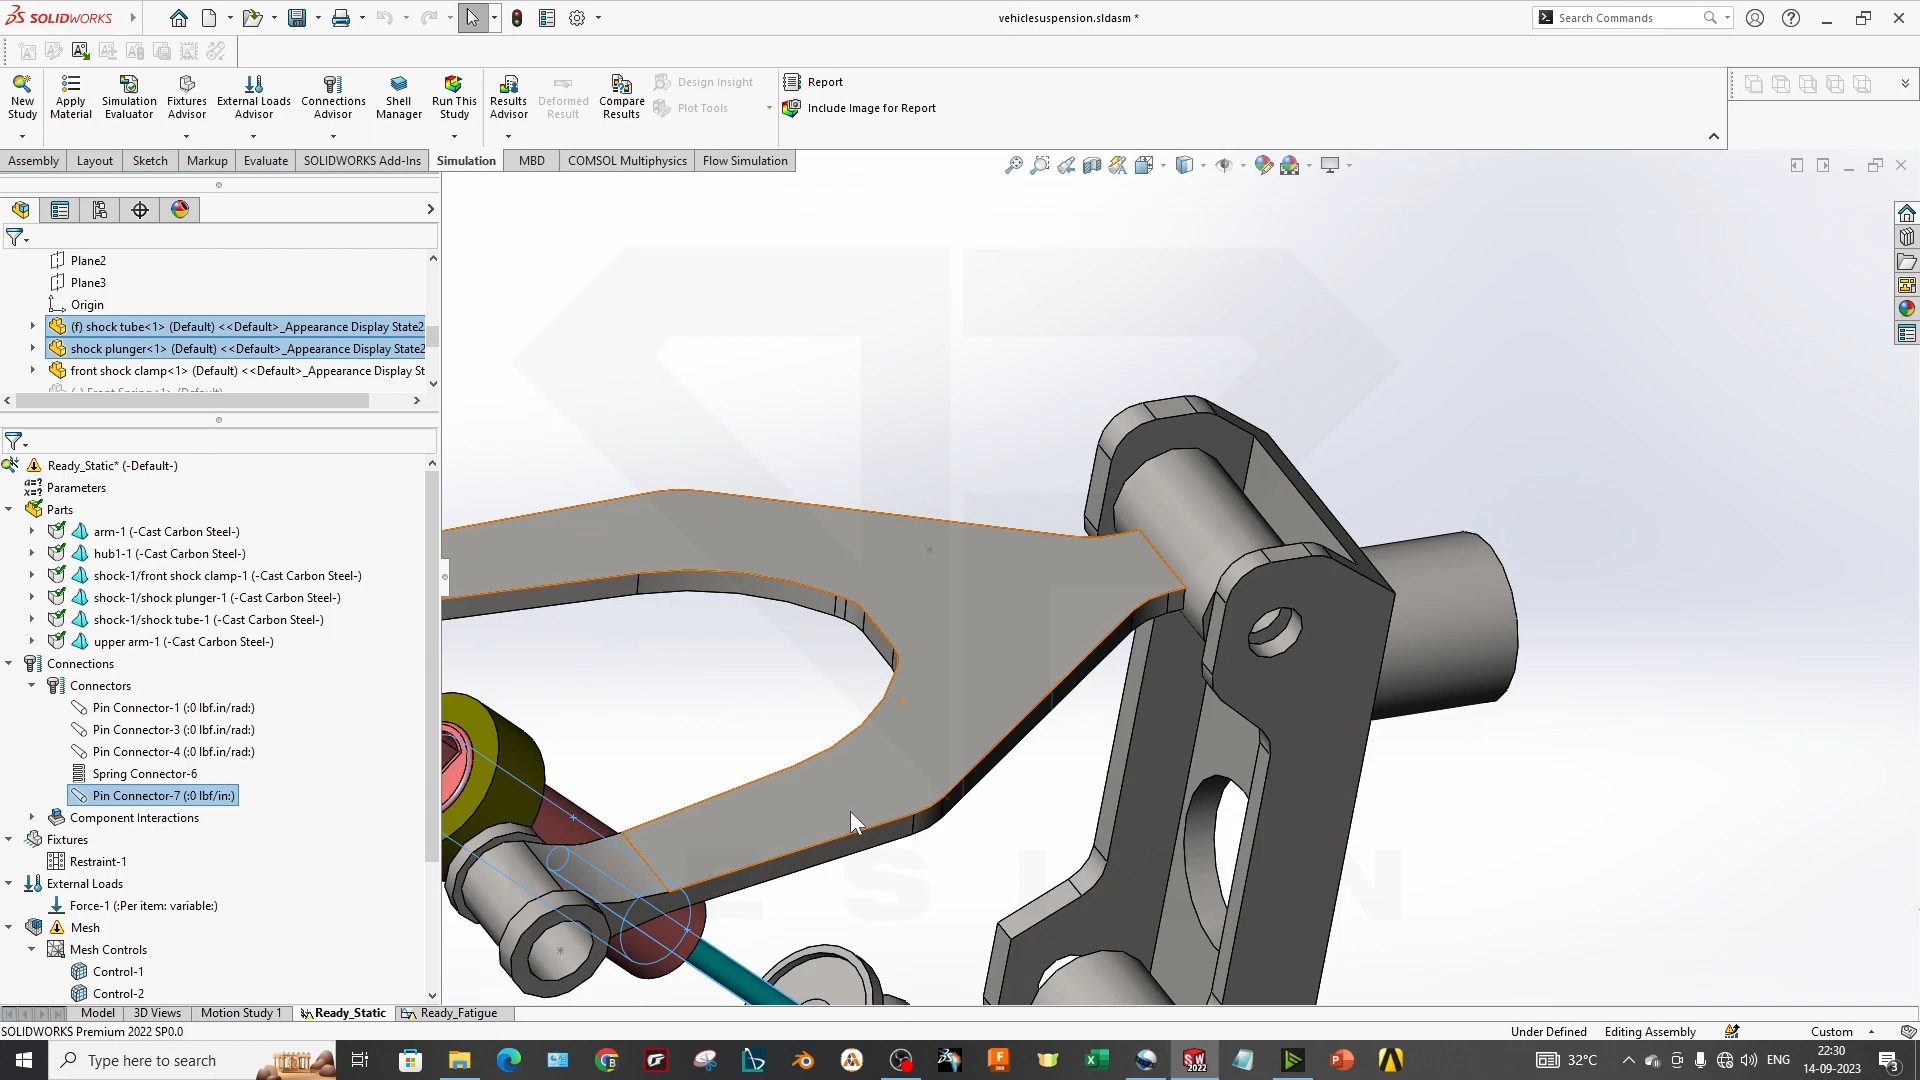 SOLIDWORKS
vehiclesuspension.sldasm *
Search Commands
New Study
Apply Material
Simulation Evaluator
Fixtures Advisor
External Loads Advisor
Connections Advisor
Shell Manager
Run This Study
Results Advisor
Deformed Result
Compare Results
Design Insight
Plot Tools
Report
Include Image for Report
Assembly
Layout
Sketch
Markup
Evaluate
SOLIDWORKS Add-Ins
Simulation
MBD
COMSOL Multiphysics
Flow Simulation
Plane2
Plane3
Origin
(f) shock tube<1> (Default) <<Default>_Appearance Display State2
shock plunger<1> (Default) <<Default>_Appearance Display State2
front shock clamp<1> (Default) <<Default>_Appearance Display St
Ready_Static* (-Default-)
Parameters
Parts
arm-1 (-Cast Carbon Steel-)
hub1-1 (-Cast Carbon Steel-)
shock-1/front shock clamp-1 (-Cast Carbon Steel-)
shock-1/shock plunger-1 (-Cast Carbon Steel-)
shock-1/shock tube-1 (-Cast Carbon Steel-)
upper arm-1 (-Cast Carbon Steel-)
Connections
Connectors
Pin Connector-1 (:0 lbf.in/rad:)
Pin Connector-3 (:0 lbf.in/rad:)
Pin Connector-4 (:0 lbf.in/rad:)
Spring Connector-6
Pin Connector-7 (:0 lbf/in:)
Component Interactions
Fixtures
Restraint-1
External Loads
Force-1 (:Per item: variable:)
Mesh
Mesh Controls
Control-1
Control-2
Model
3D Views
Motion Study 1
Ready_Static
Ready_Fatigue
SOLIDWORKS Premium 2022 SP0.0
Under Defined
Editing Assembly
Custom
Type here to search
32°C
ENG
22:30
14-09-2023
3